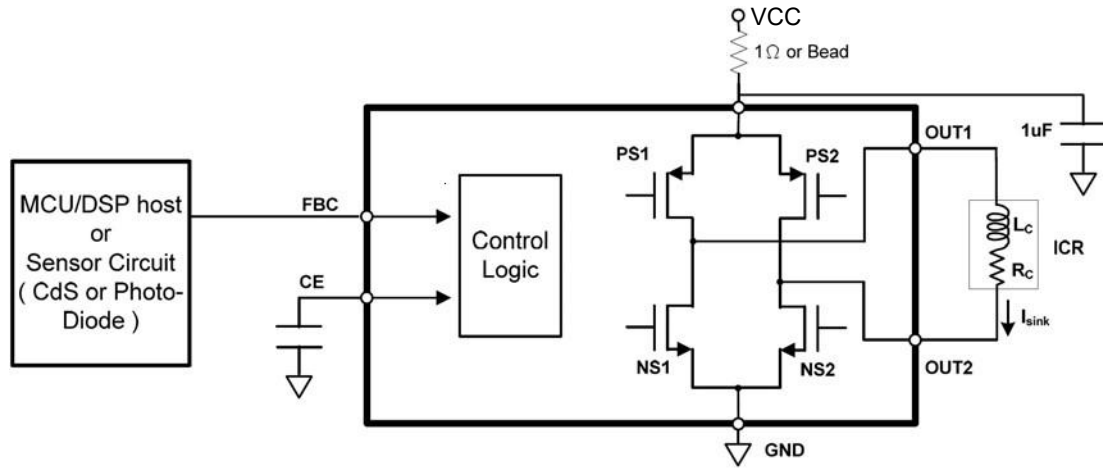 VCC
1Ω or Bead
1uF
OUT1
PS1
PS2
MCU/DSP host
or
Sensor Circuit
( CdS or Photo-
Diode )
FBC
CE
Control
Logic
LC
RC
ICR
Isink
NS1
NS2
OUT2
GND